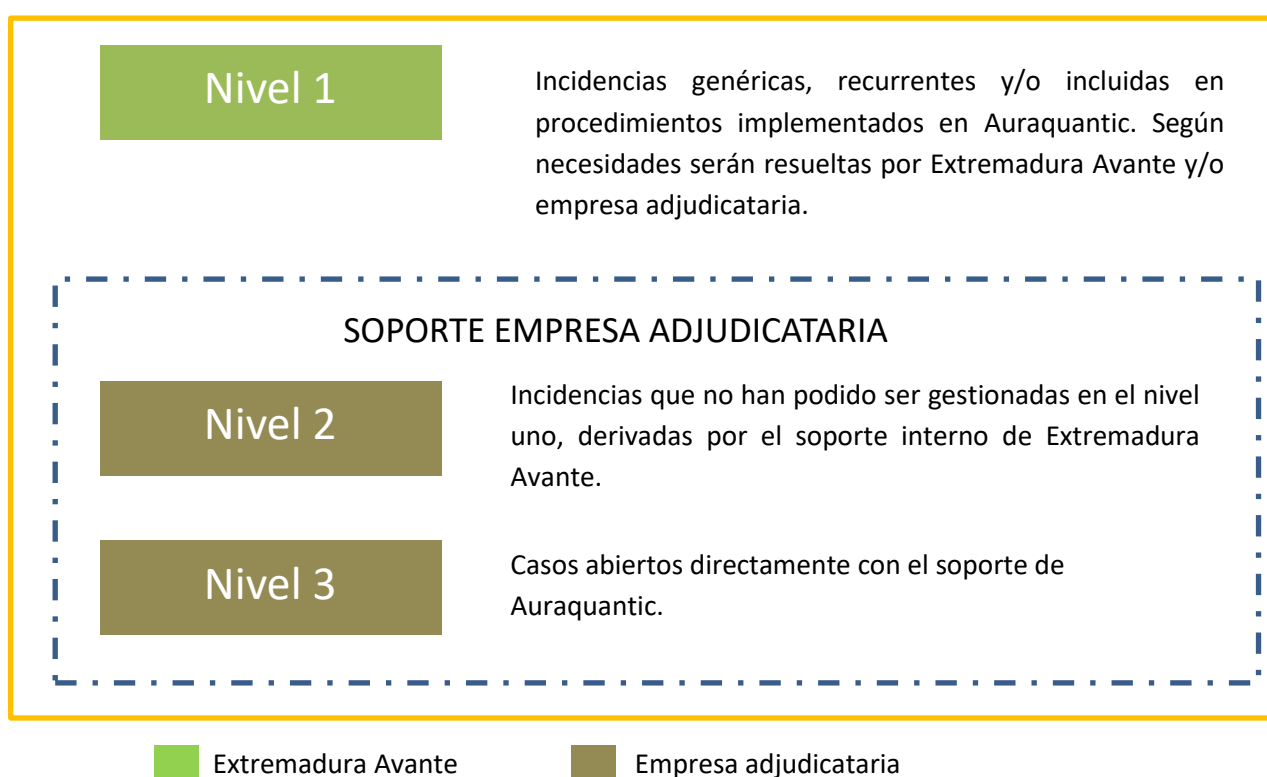 Nivel 1
Incidencias genéricas, recurrentes y/o incluidas en
procedimientos implementados en Auraquantic. Según
necesidades serán resueltas por Extremadura Avante y/o
empresa adjudicataria.
SOPORTE EMPRESA ADJUDICATARIA
Nivel 2
Incidencias que no han podido ser gestionadas en el nivel
uno, derivadas por el soporte interno de Extremadura
Avante.
Nivel 3
Casos abiertos directamente con el soporte de
Auraquantic.
Extremadura Avante
Empresa adjudicataria